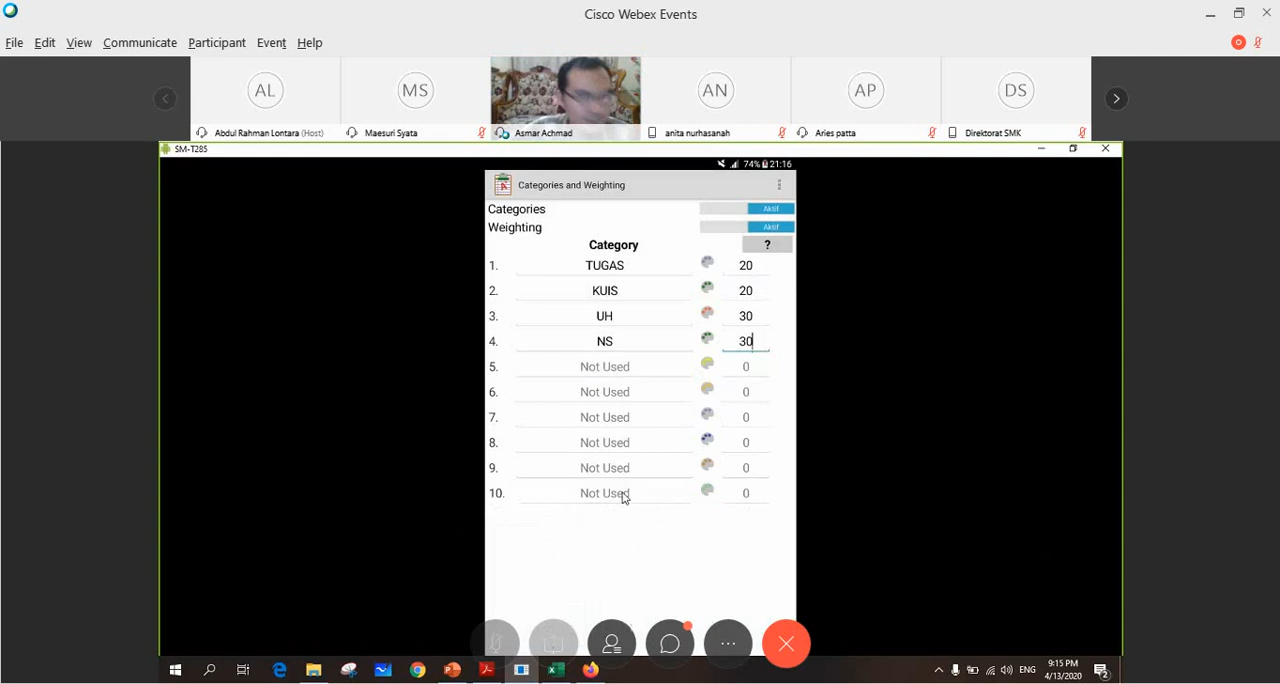 Cisco Webex Events
File Edit View Communicate Participant Event Help
AL MS AN AP DS
Abdul Rahman Lontara (Host) Maesuri Syata Asmar Achmad anita nurhasanah Aries patta Direktorat SMK
SM-T285
74% 21:16
Categories and Weighting
Categories Aktif
Weighting Aktif
Category ?
1. TUGAS 20
2. KUIS 20
3. UH 30
4. NS 30
5. Not Used 0
6. Not Used 0
7. Not Used 0
8. Not Used 0
9. Not Used 0
10. Not Used 0
ENG 9:15 PM
4/13/2020 2